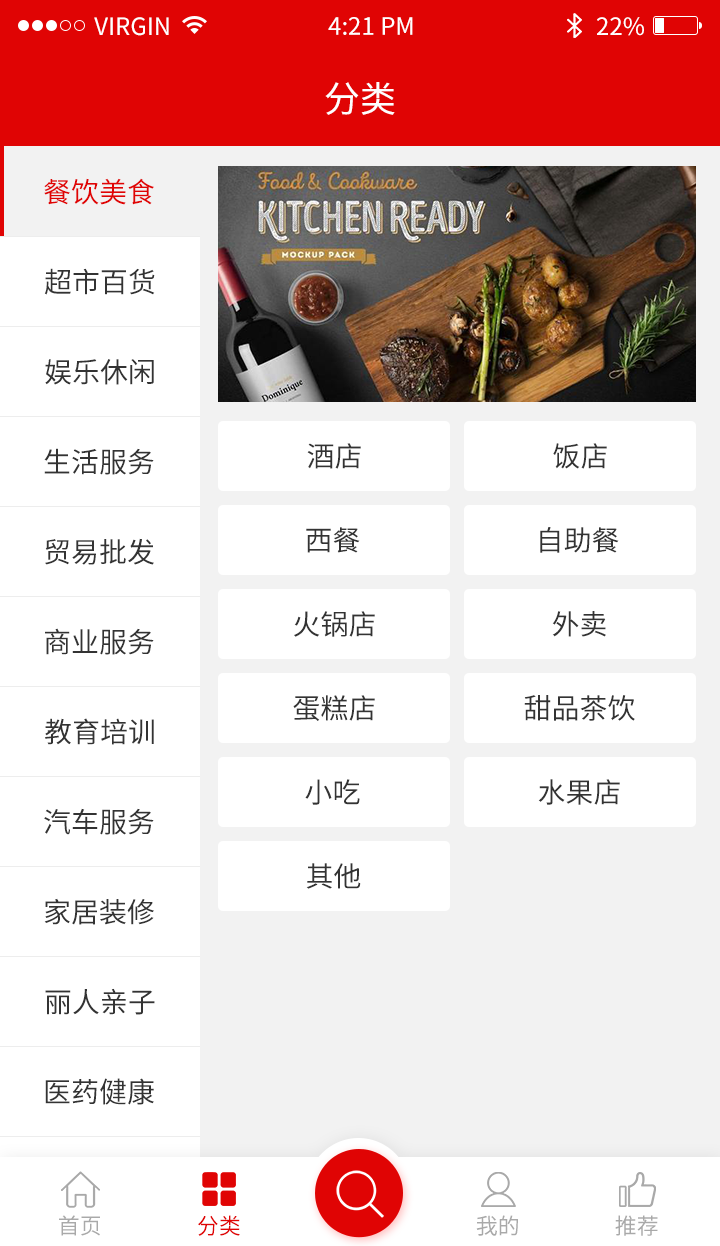 VIRGIN 4:21 PM 22%
分类
餐饮美食
超市百货
娱乐休闲
生活服务
贸易批发
商业服务
教育培训
汽车服务
家居装修
丽人亲子
医药健康
Food & Cookware
KITCHEN READY
MOCKUP PACK
Dominique
酒店 饭店
西餐 自助餐
火锅店 外卖
蛋糕店 甜品茶饮
小吃 水果店
其他
首页 分类 我的 推荐